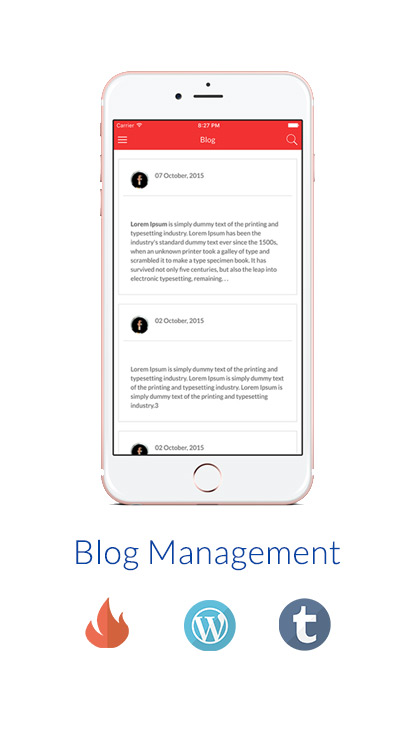 Carrier 8:27 PM
Blog
07 October, 2015
Lorem Ipsum is simply dummy text of the printing and
typesetting industry. Lorem Ipsum has been the
industry's standard dummy text ever since the 1500s,
when an unknown printer took a galley of type and
scrambled it to make a type specimen book. It has
survived not only five centuries, but also the leap into
electronic typesetting, remaining. . .
02 October, 2015
Lorem Ipsum is simply dummy text of the printing and
typesetting industry. Lorem Ipsum is simply dummy
text of the printing and typesetting industry. Lorem
Ipsum is simply dummy text of the printing and typesetting
industry.3
02 October, 2015
Blog Management
W t